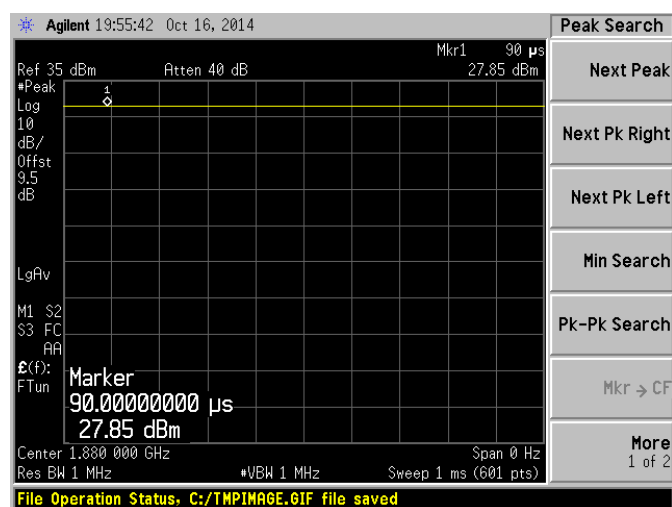 Agilent 19:55:42 Oct 16, 2014
Peak Search
Mkr1 90 µs
Ref 35 dBm Atten 40 dB 27.85 dBm
#Peak
Log
10
dB/
Offst
9.5
dB
1
LgAv
M1 S2
S3 FC
AA
£(f):
FTun
Marker
90.00000000 µs
27.85 dBm
Center 1.880 000 GHz Span 0 Hz
Res BW 1 MHz #VBW 1 MHz Sweep 1 ms (601 pts)
File Operation Status, C:/TMPIMAGE.GIF file saved
Next Peak
Next Pk Right
Next Pk Left
Min Search
Pk-Pk Search
Mkr → CF
More
1 of 2